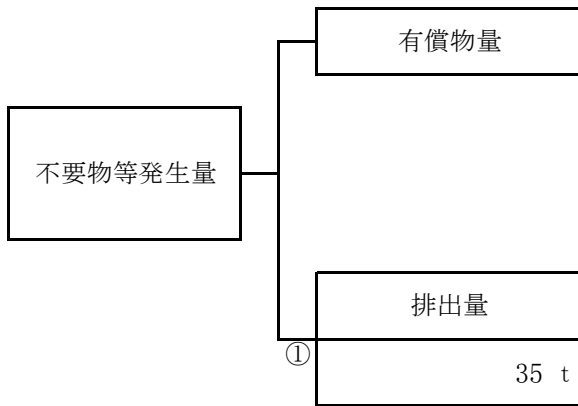 有償物量
不要物等発生量
排出量
①
35 t